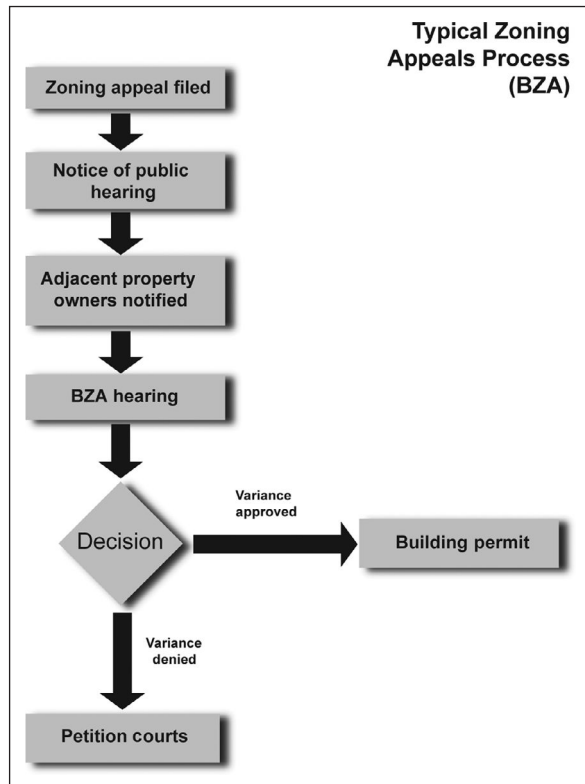 Typical Zoning
Appeals Process
(BZA)
Zoning appeal filed
Notice of public
hearing
Adjacent property
owners notified
BZA hearing
Decision
Variance
approved
Building permit
Variance
denied
Petition courts